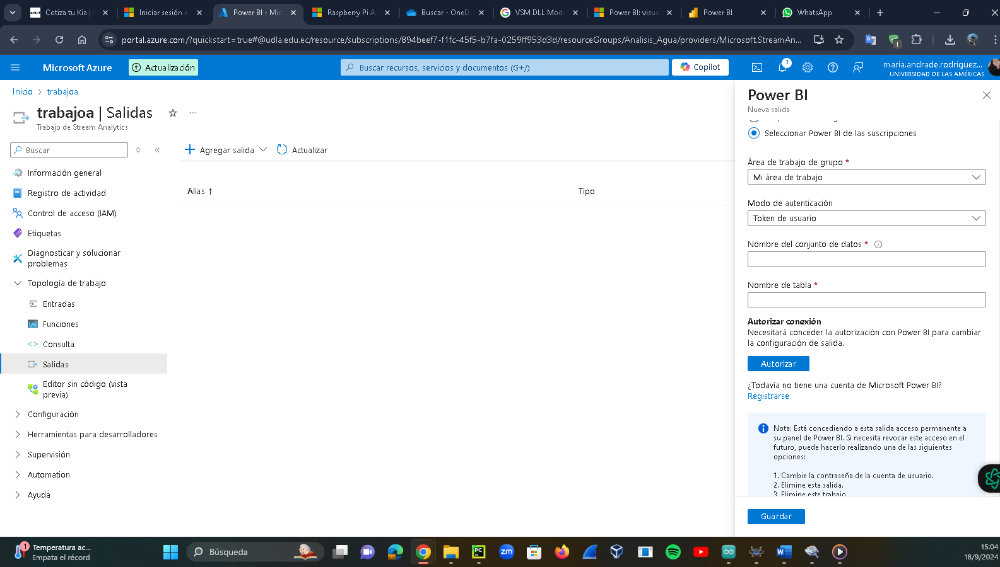 Cotiza tu Kia |
Iniciar sesión e
Power BI - Mic
Raspberry Pi A
Buscar - OneD
VSM DLL Mod
Power BI: visua
Power BI
WhatsApp
portal.azure.com/?quickstart=true#@udla.edu.ec/resource/subscriptions/894beef7-f1fc-45f5-b7fa-0259ff953d3d/resourceGroups/Analisis_Agua/providers/Microsoft.StreamAn...
1
Microsoft Azure
Actualización
Buscar recursos, servicios y documentos (G+/)
Copilot
1
maria.andrade.rodriguez...
UNIVERSIDAD DE LAS AMÉRICAS
Inicio > trabajoa
trabajoa | Salidas
Trabajo de Stream Analytics
Buscar
Información general
Registro de actividad
Control de acceso (IAM)
Etiquetas
Diagnosticar y solucionar
problemas
Topología de trabajo
Entradas
Funciones
Consulta
Salidas
Editor sin código (vista
previa)
Configuración
Herramientas para desarrolladores
Supervisión
Automation
Ayuda
Agregar salida
Actualizar
Alias ↑
Tipo
Power BI
Nueva salida
Seleccionar Power BI de las suscripciones
Área de trabajo de grupo *
Mi área de trabajo
Modo de autenticación
Token de usuario
Nombre del conjunto de datos *
Nombre de tabla *
Autorizar conexión
Necesitará conceder la autorización con Power BI para cambiar
la configuración de salida.
Autorizar
¿Todavía no tiene una cuenta de Microsoft Power BI?
Registrarse
Nota: Está concediendo a esta salida acceso permanente a
su panel de Power BI. Si necesita revocar este acceso en el
futuro, puede hacerlo realizando una de las siguientes
opciones:
1. Cambie la contraseña de la cuenta de usuario.
2. Elimine esta salida.
3. Elimine este trabajo
Guardar
1
Temperatura ac...
Empata el récord
Búsqueda
PC
zm
W
15:04
18/9/2024